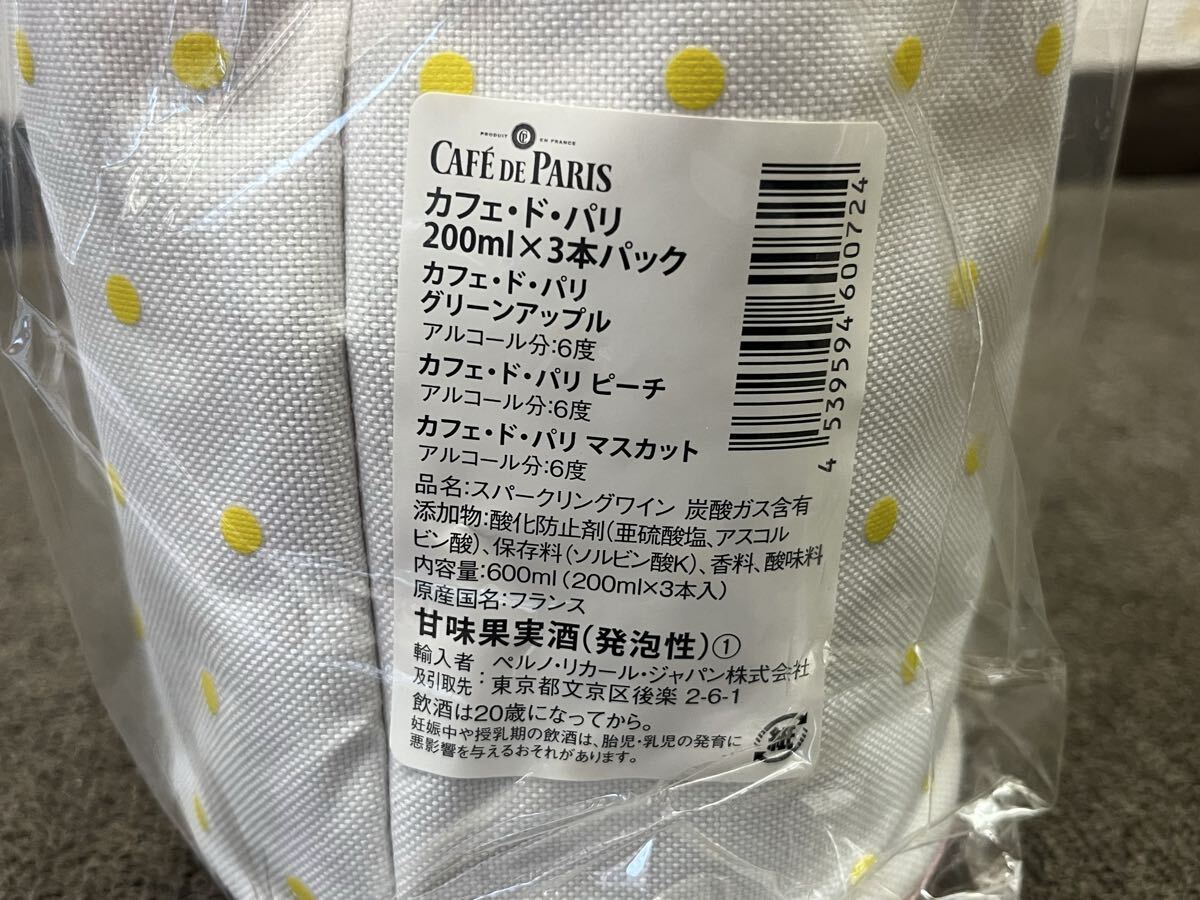 PRODUIT EN FRANCE
CP
CAFÉ DE PARIS
カフェ・ド・パリ
200ml×3本パック
カフェ・ド・パリ
グリーンアップル
アルコール分:6度
カフェ・ド・パリ ピーチ
アルコール分:6度
カフェ・ド・パリ マスカット
アルコール分:6度
品名:スパークリングワイン 炭酸ガス含有
添加物:酸化防止剤(亜硫酸塩、アスコル
ビン酸)、保存料(ソルビン酸K)、香料、酸味料
内容量:600ml(200ml×3本入)
原産国名:フランス
甘味果実酒(発泡性)①
輸入者 : ペルノ・リカール・ジャパン株式会社
及引取先 : 東京都文京区後楽 2-6-1
飲酒は20歳になってから。
妊娠中や授乳期の飲酒は、胎児・乳児の発育に
悪影響を与えるおそれがあります。
紙
4 539594 600724